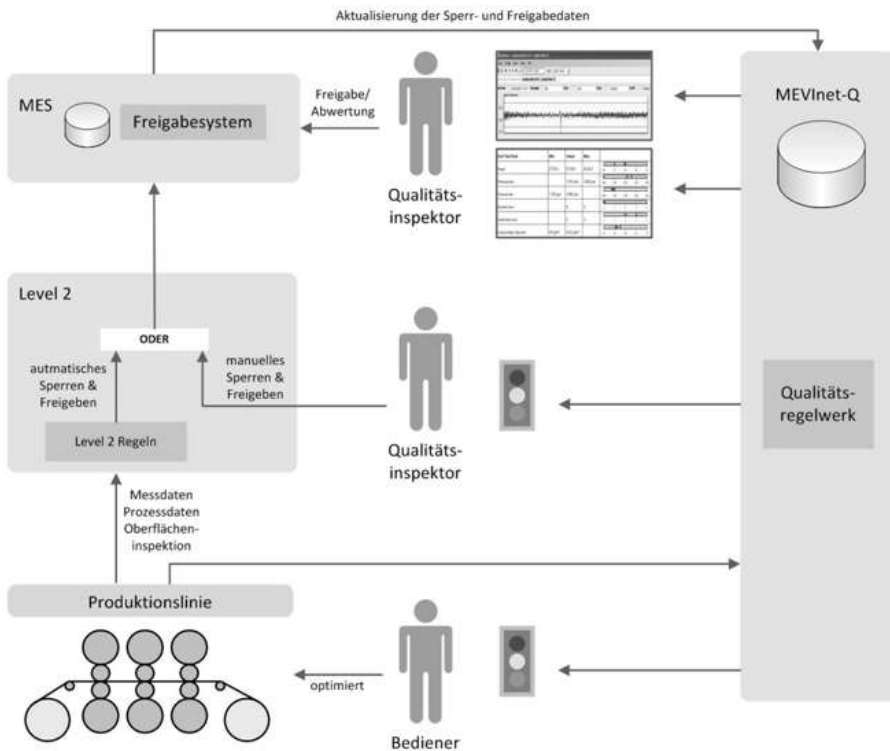 Aktualisierung der Sperr- und Freigabedaten
MES
Freigabesystem
Freigabe/
Abwertung
Qualitäts-
inspektor
MEVInet-Q
Level 2
ODER
autmatisches
Sperren &
Freigeben
manuelles
Sperren &
Freigeben
Level 2 Regeln
Qualitäts-
inspektor
Qualitäts-
regelwerk
Messdaten
Prozessdaten
Oberflächen-
inspektion
Produktionslinie
optimiert
Bediener